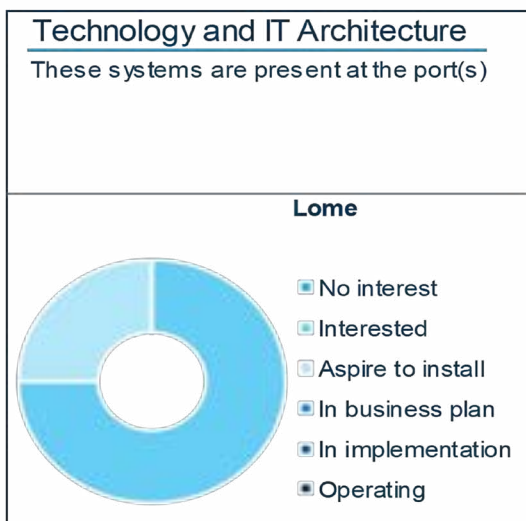 Technology and IT Architecture
These systems are present at the port(s)
Lome
No interest
Interested
Aspire to install
In business plan
In implementation
Operating